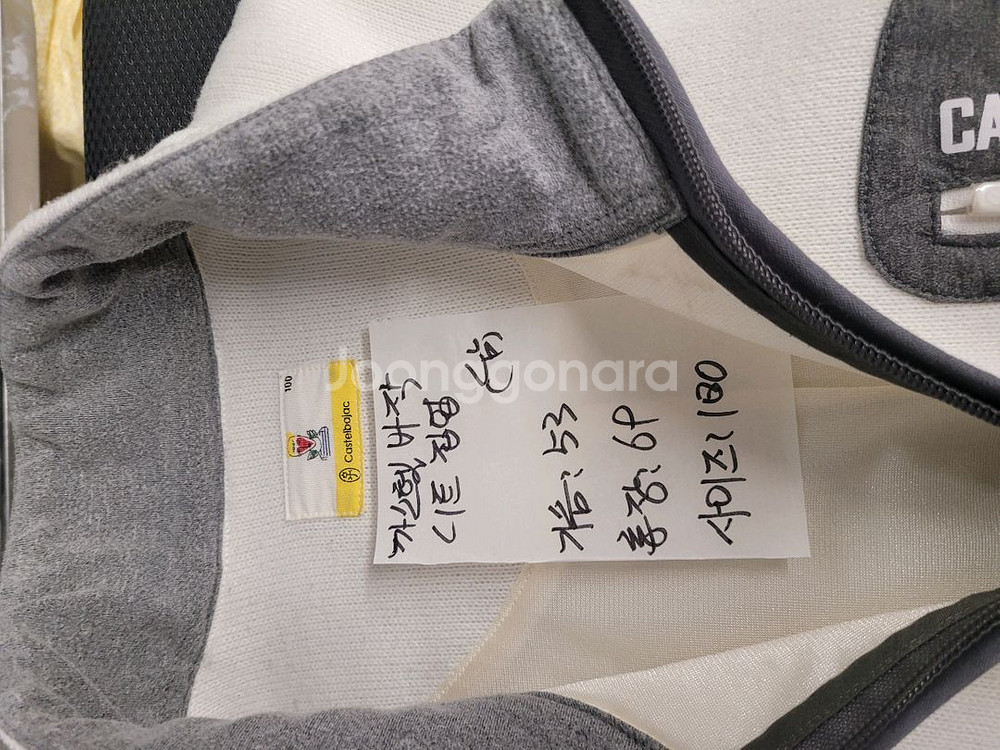 CA
Joonggonara
100
Castelbajac
까스텔 바작
니트 집업 (남)
가슴: 53
총장: 69
사이즈: 100